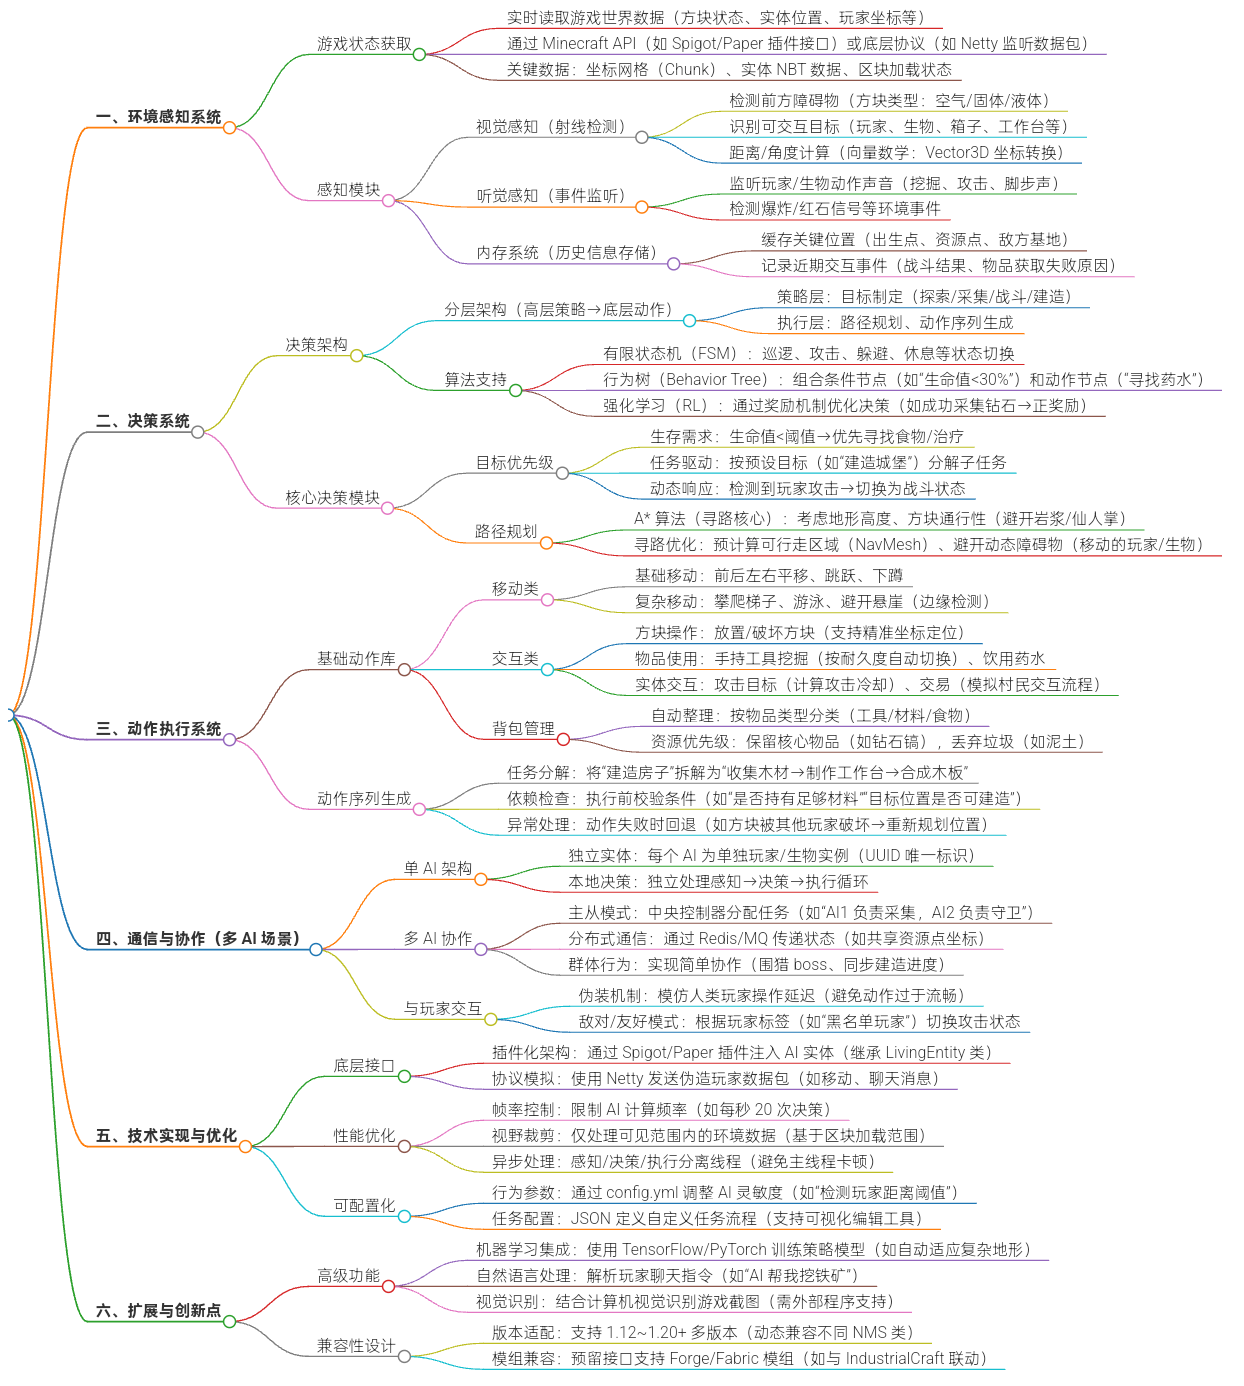 一、环境感知系统
游戏状态获取
实时读取游戏世界数据（方块状态、实体位置、玩家坐标等）
通过 Minecraft API（如 Spigot/Paper 插件接口）或底层协议（如 Netty 监听数据包）
关键数据：坐标网格（Chunk）、实体 NBT 数据、区块加载状态
感知模块
视觉感知（射线检测）
检测前方障碍物（方块类型：空气/固体/液体）
识别可交互目标（玩家、生物、箱子、工作台等）
距离/角度计算（向量数学：Vector3D 坐标转换）
听觉感知（事件监听）
监听玩家/生物动作声音（挖掘、攻击、脚步声）
检测爆炸/红石信号等环境事件
内存系统（历史信息存储）
缓存关键位置（出生点、资源点、敌方基地）
记录近期交互事件（战斗结果、物品获取失败原因）
二、决策系统
决策架构
分层架构（高层策略→底层动作）
策略层：目标制定（探索/采集/战斗/建造）
执行层：路径规划、动作序列生成
算法支持
有限状态机（FSM）：巡逻、攻击、躲避、休息等状态切换
行为树（Behavior Tree）：组合条件节点（如“生命值<30%”）和动作节点（“寻找药水”）
强化学习（RL）：通过奖励机制优化决策（如成功采集钻石→正奖励）
核心决策模块
目标优先级
生存需求：生命值<阈值→优先寻找食物/治疗
任务驱动：按预设目标（如“建造城堡”）分解子任务
动态响应：检测到玩家攻击→切换为战斗状态
路径规划
A* 算法（寻路核心）：考虑地形高度、方块通行性（避开岩浆/仙人掌）
寻路优化：预计算可行走区域（NavMesh）、避开动态障碍物（移动的玩家/生物）
三、动作执行系统
基础动作库
移动类
基础移动：前后左右平移、跳跃、下蹲
复杂移动：攀爬梯子、游泳、避开悬崖（边缘检测）
交互类
方块操作：放置/破坏方块（支持精准坐标定位）
物品使用：手持工具挖掘（按耐久度自动切换）、饮用药水
实体交互：攻击目标（计算攻击冷却）、交易（模拟村民交互流程）
背包管理
自动整理：按物品类型分类（工具/材料/食物）
资源优先级：保留核心物品（如钻石镐），丢弃垃圾（如泥土）
动作序列生成
任务分解：将“建造房子”拆解为“收集木材→制作工作台→合成木板”
依赖检查：执行前校验条件（如“是否持有足够材料”“目标位置是否可建造”）
异常处理：动作失败时回退（如方块被其他玩家破坏→重新规划位置）
四、通信与协作（多 AI 场景）
单 AI 架构
独立实体：每个 AI 为单独玩家/生物实例（UUID 唯一标识）
本地决策：独立处理感知→决策→执行循环
多 AI 协作
主从模式：中央控制器分配任务（如“AI1 负责采集，AI2 负责守卫”）
分布式通信：通过 Redis/MQ 传递状态（如共享资源点坐标）
群体行为：实现简单协作（围猎 boss、同步建造进度）
与玩家交互
伪装机制：模仿人类玩家操作延迟（避免动作过于流畅）
敌对/友好模式：根据玩家标签（如“黑名单玩家”）切换攻击状态
五、技术实现与优化
底层接口
插件化架构：通过 Spigot/Paper 插件注入 AI 实体（继承 LivingEntity 类）
协议模拟：使用 Netty 发送伪造玩家数据包（如移动、聊天消息）
性能优化
帧率控制：限制 AI 计算频率（如每秒 20 次决策）
视野裁剪：仅处理可见范围内的环境数据（基于区块加载范围）
异步处理：感知/决策/执行分离线程（避免主线程卡顿）
可配置化
行为参数：通过 config.yml 调整 AI 灵敏度（如“检测玩家距离阈值”）
任务配置：JSON 定义自定义任务流程（支持可视化编辑工具）
六、扩展与创新点
高级功能
机器学习集成：使用 TensorFlow/PyTorch 训练策略模型（如自动适应复杂地形）
自然语言处理：解析玩家聊天指令（如“AI 帮我挖铁矿”）
视觉识别：结合计算机视觉识别游戏截图（需外部程序支持）
兼容性设计
版本适配：支持 1.12~1.20+ 多版本（动态兼容不同 NMS 类）
模组兼容：预留接口支持 Forge/Fabric 模组（如与 IndustrialCraft 联动）